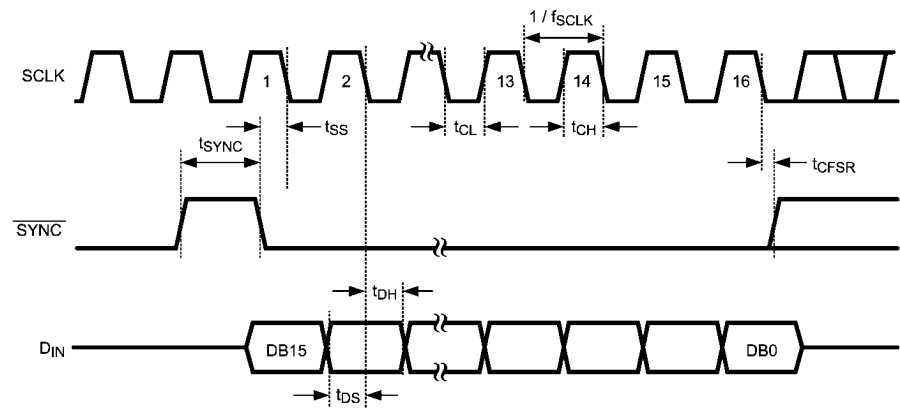 1 / fSCLK
SCLK 1 2 13 14 15 16
tSS tCL tCH
tSYNC tCFSR
SYNC
tDH
DIN DB15 DB0
tDS